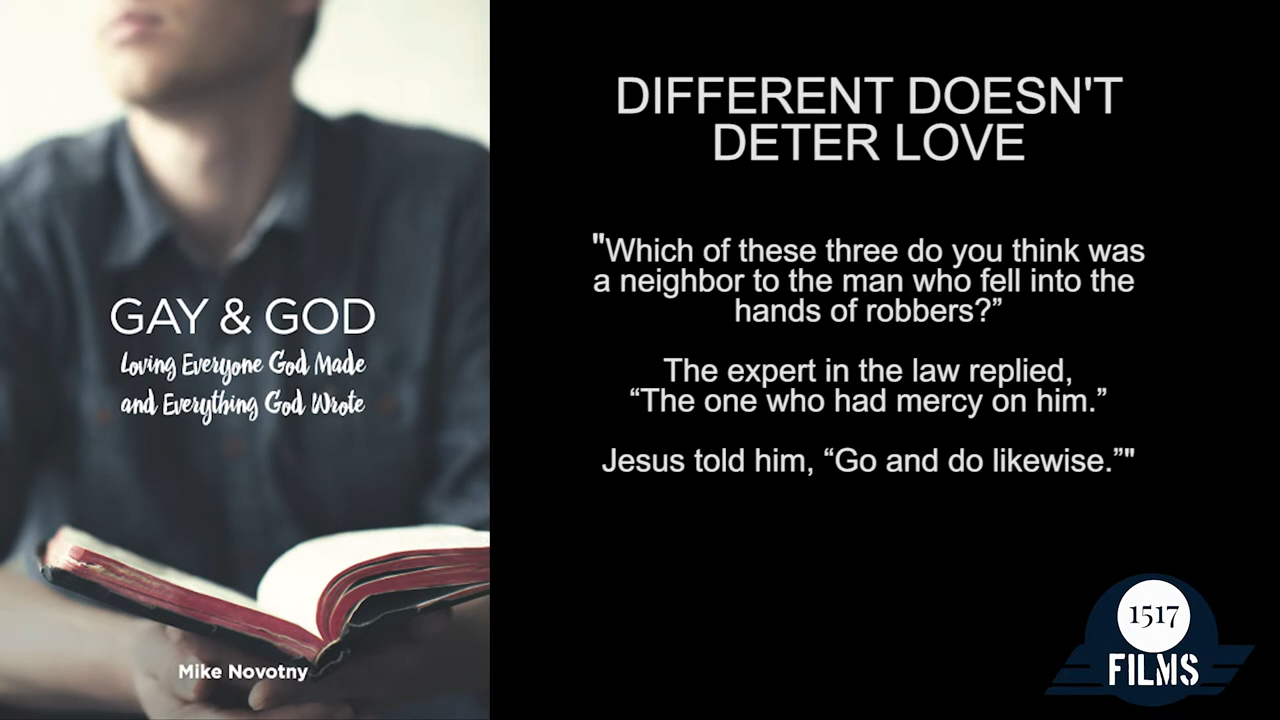 GAY & GOD
Loving Everyone God Made
and Everything God Wrote
Mike Novotny
DIFFERENT DOESN'T
DETER LOVE
"Which of these three do you think was
a neighbor to the man who fell into the
hands of robbers?”
The expert in the law replied,
“The one who had mercy on him.”
Jesus told him, “Go and do likewise.”"
1517
FILMS